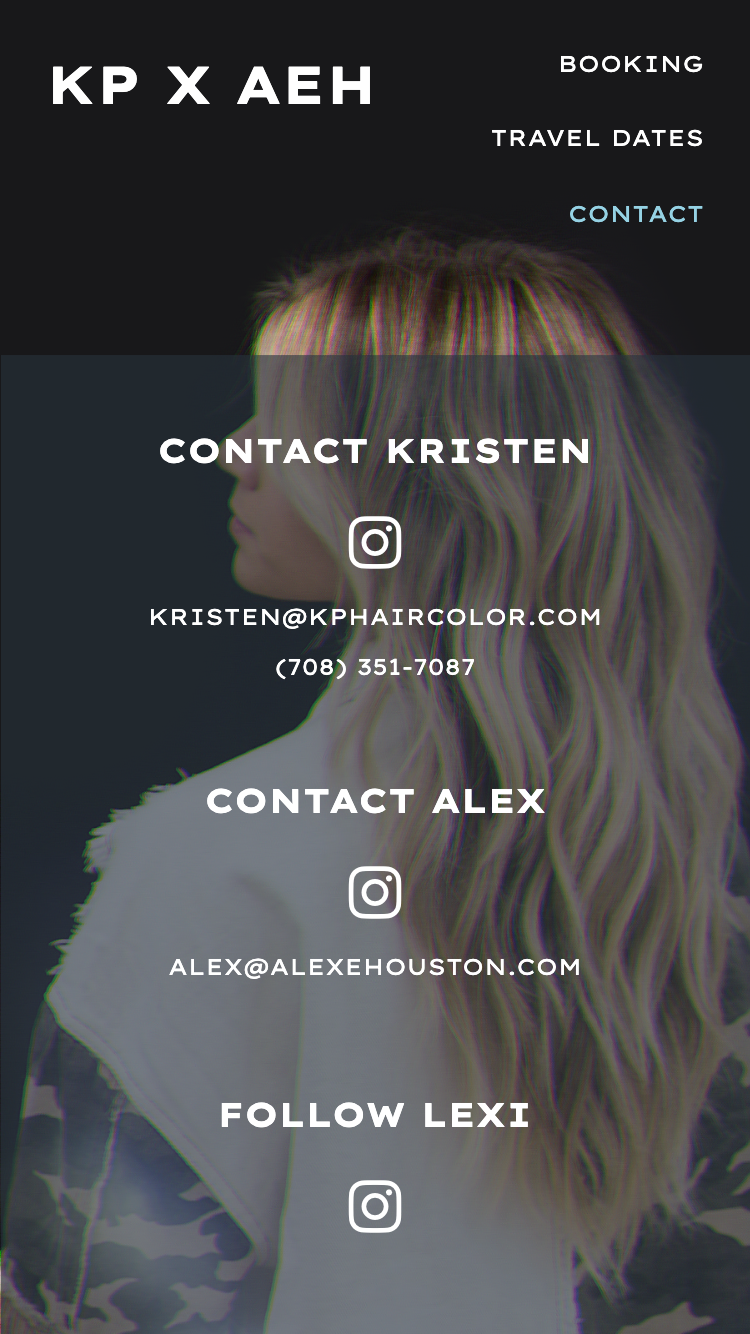 KP X AEH
BOOKING
TRAVEL DATES
CONTACT
CONTACT KRISTEN
KRISTEN@KPHAIRCOLOR.COM
(708) 351-7087
CONTACT ALEX
ALEX@ALEXEHOUSTON.COM
FOLLOW LEXI